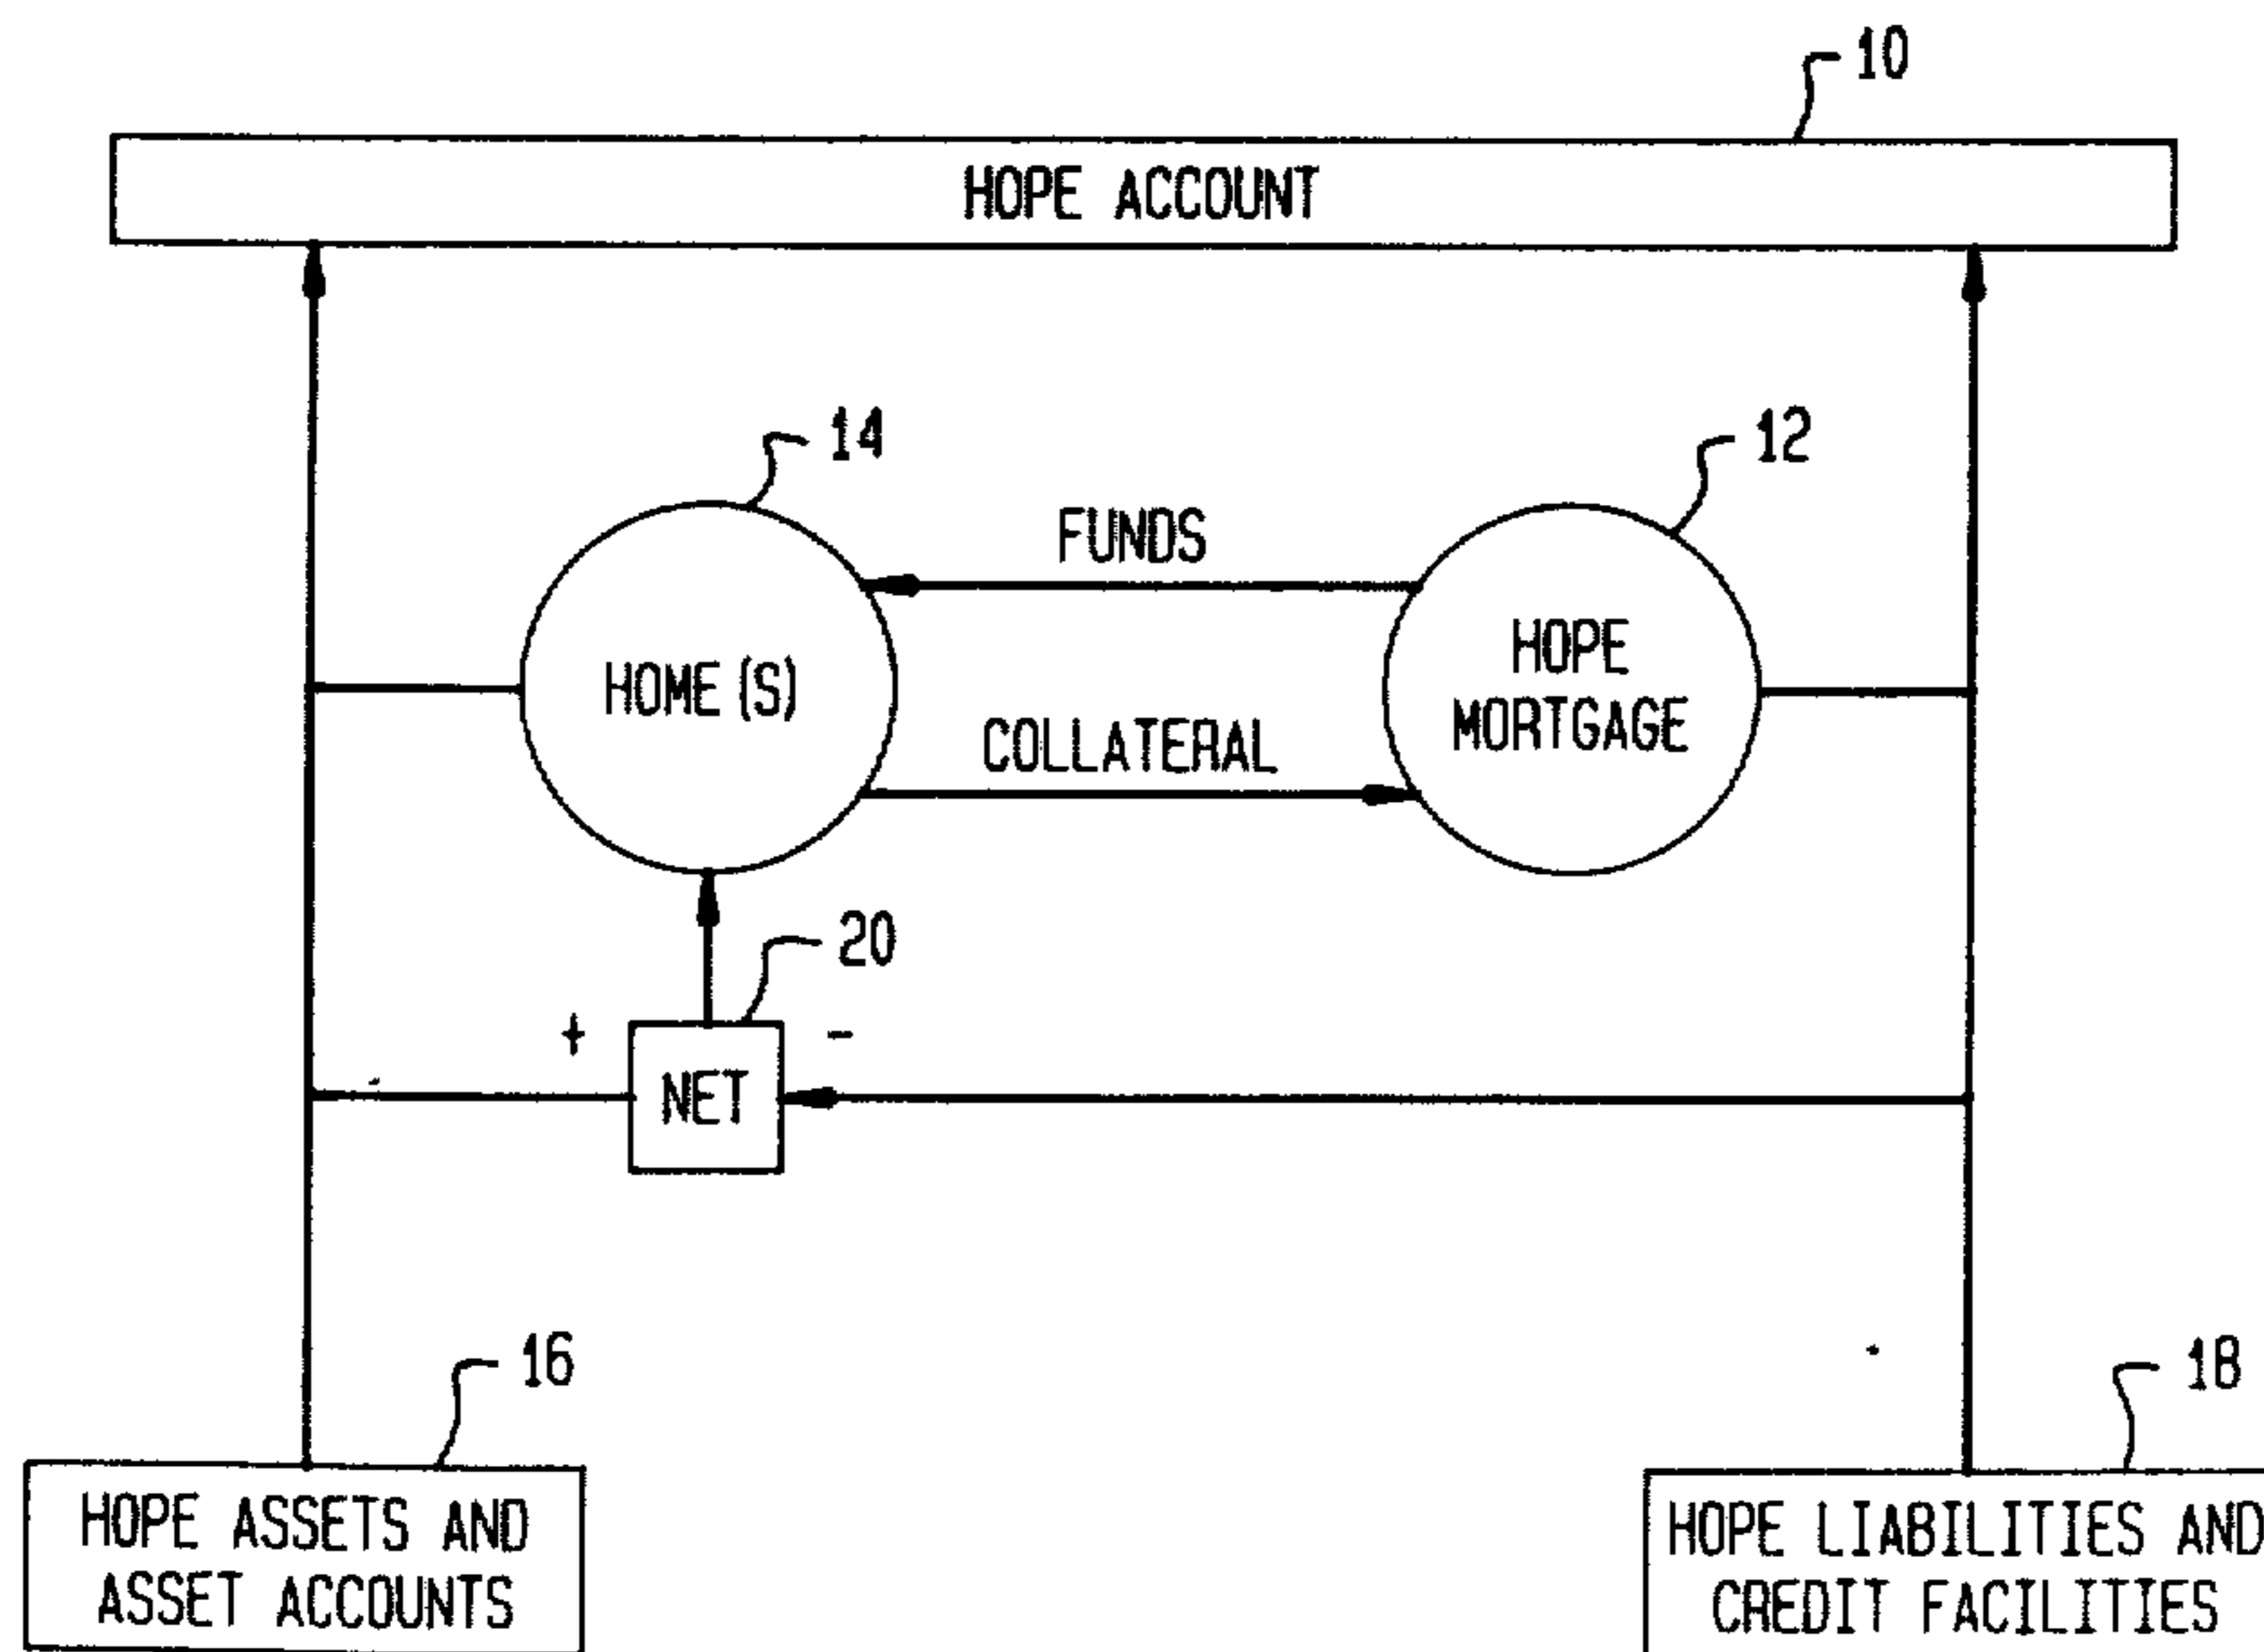 10
HOPE ACCOUNT
14
12
FUNDS
HOME(S)
HOPE
MORTGAGE
COLLATERAL
20
+
-
NET
16
18
HOPE ASSETS AND
ASSET ACCOUNTS
HOPE LIABILITIES AND
CREDIT FACILITIES